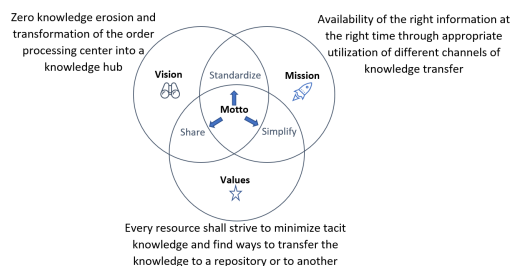 Zero knowledge erosion and
transformation of the order
processing center into a
knowledge hub
Availability of the right information at
the right time through appropriate
utilization of different channels of
knowledge transfer
Vision
Standardize
Mission
Motto
Share
Simplify
Values
Every resource shall strive to minimize tacit
knowledge and find ways to transfer the
knowledge to a repository or to another